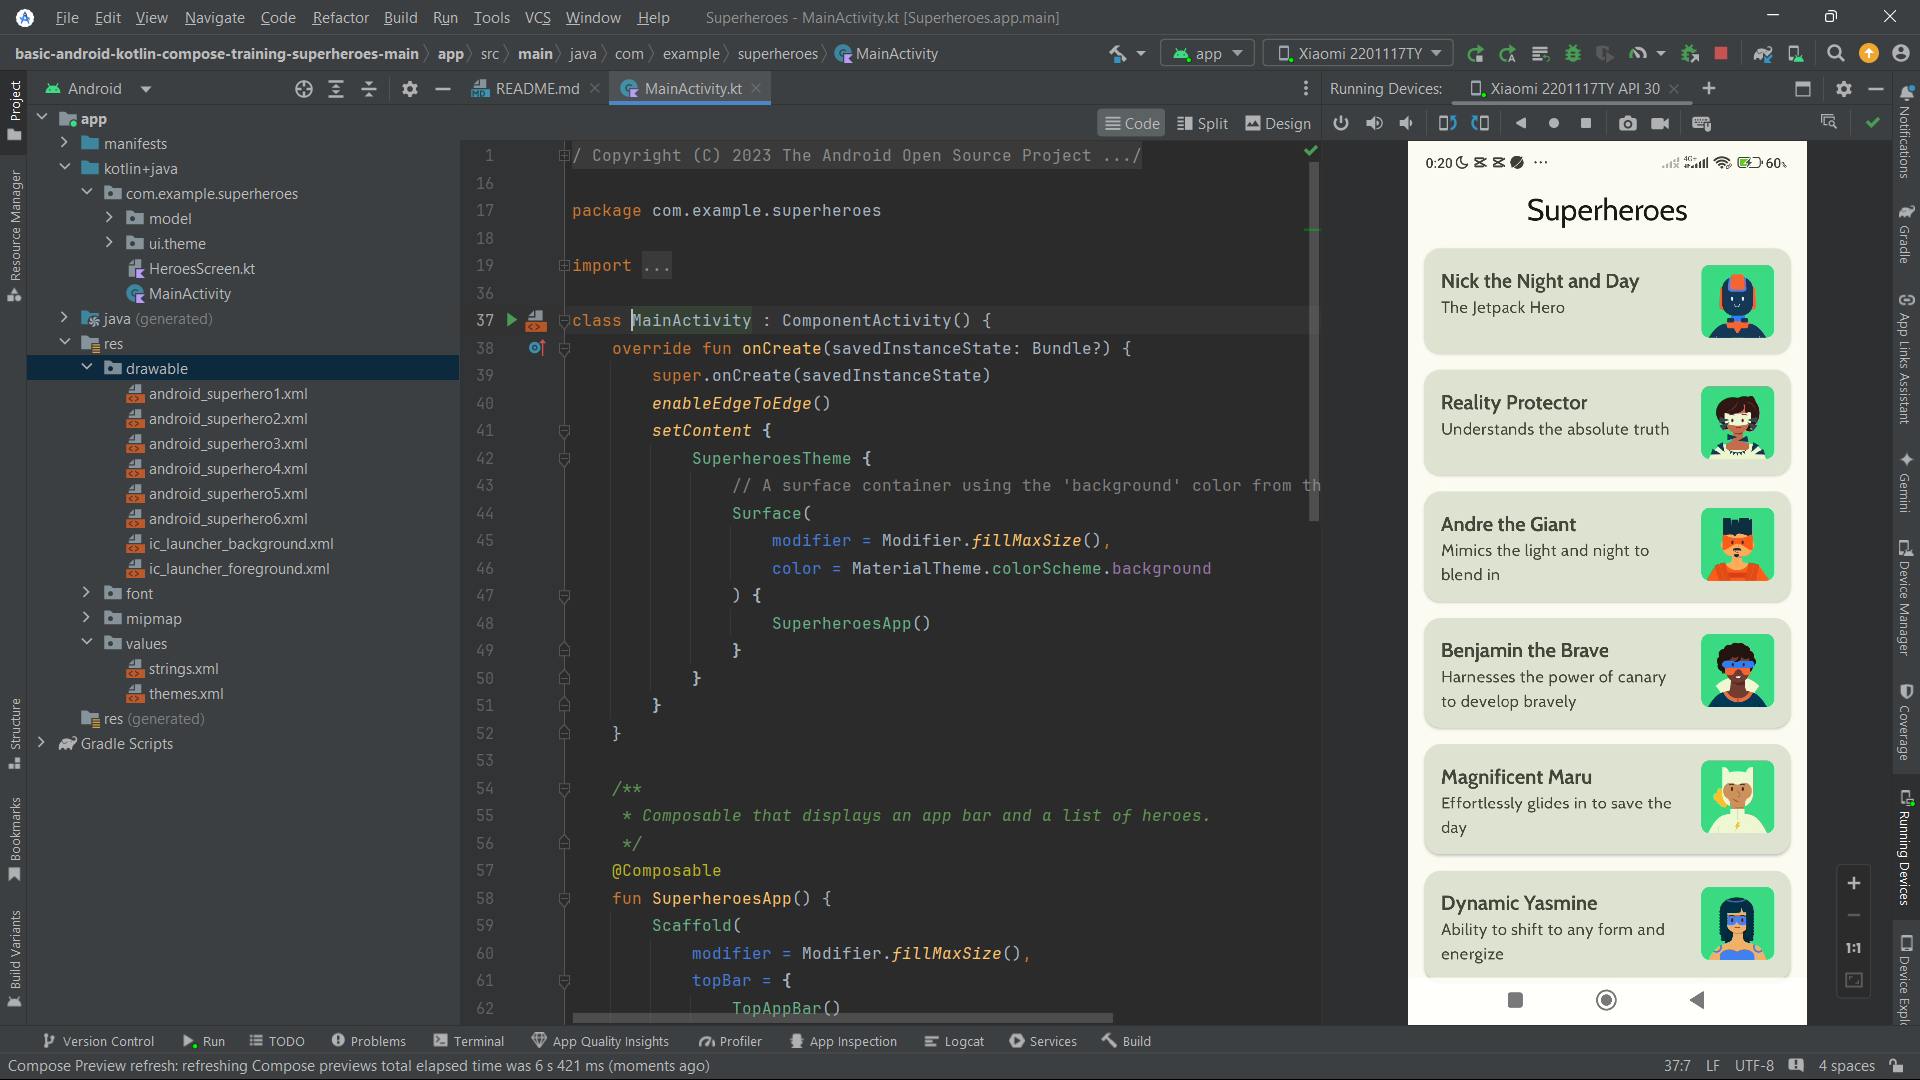 File Edit View Navigate Code Refactor Build Run Tools VCS Window Help Superheroes - MainActivity.kt [Superheroes.app.main]
basic-android-kotlin-compose-training-superheroes-main app src main java com example superheroes MainActivity app Xiaomi 2201117TY
Android README.md MainActivity.kt Running Devices: Xiaomi 2201117TY API 30
Code Split Design
Project
Resource Manager
Structure
Bookmarks
Build Variants
app
manifests
kotlin+java
com.example.superheroes
model
ui.theme
HeroesScreen.kt
MainActivity
java (generated)
res
drawable
android_superhero1.xml
android_superhero2.xml
android_superhero3.xml
android_superhero4.xml
android_superhero5.xml
android_superhero6.xml
ic_launcher_background.xml
ic_launcher_foreground.xml
font
mipmap
values
strings.xml
themes.xml
res (generated)
Gradle Scripts
1 / Copyright (C) 2023 The Android Open Source Project .../
16
17 package com.example.superheroes
18
19 import ...
36
37 class MainActivity : ComponentActivity() {
38 override fun onCreate(savedInstanceState: Bundle?) {
39 super.onCreate(savedInstanceState)
40 enableEdgeToEdge()
41 setContent {
42 SuperheroesTheme {
43 // A surface container using the 'background' color from th
44 Surface(
45 modifier = Modifier.fillMaxSize(),
46 color = MaterialTheme.colorScheme.background
47 ) {
48 SuperheroesApp()
49 }
50 }
51 }
52 }
53
54 /**
55 * Composable that displays an app bar and a list of heroes.
56 */
57 @Composable
58 fun SuperheroesApp() {
59 Scaffold(
60 modifier = Modifier.fillMaxSize(),
61 topBar = {
62 TopAppBar()
0:20 ... 4G+ 60%
Superheroes
Nick the Night and Day
The Jetpack Hero
Reality Protector
Understands the absolute truth
Andre the Giant
Mimics the light and night to
blend in
Benjamin the Brave
Harnesses the power of canary
to develop bravely
Magnificent Maru
Effortlessly glides in to save the
day
Dynamic Yasmine
Ability to shift to any form and
energize
1:1
Notifications
Gradle
App Links Assistant
Gemini
Device Manager
Coverage
Running Devices
Device Explo
Version Control Run TODO Problems Terminal App Quality Insights Profiler App Inspection Logcat Services Build
Compose Preview refresh: refreshing Compose previews total elapsed time was 6 s 421 ms (moments ago) 37:7 LF UTF-8 4 spaces